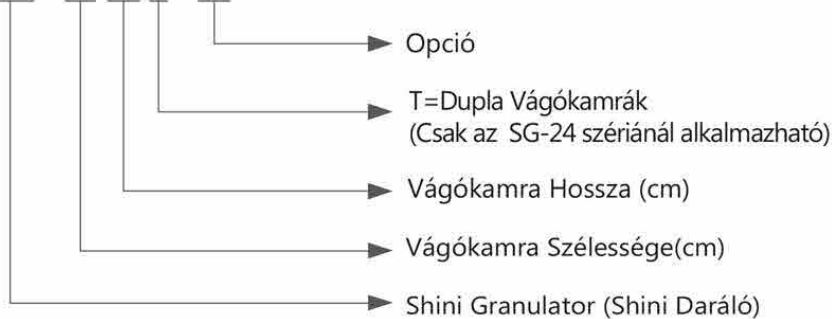 Opció
T=Dupla Vágókamrák
(Csak az SG-24 szériánál alkalmazható)
Vágókamra Hossza (cm)
Vágókamra Szélessége(cm)
Shini Granulator (Shini Daráló)